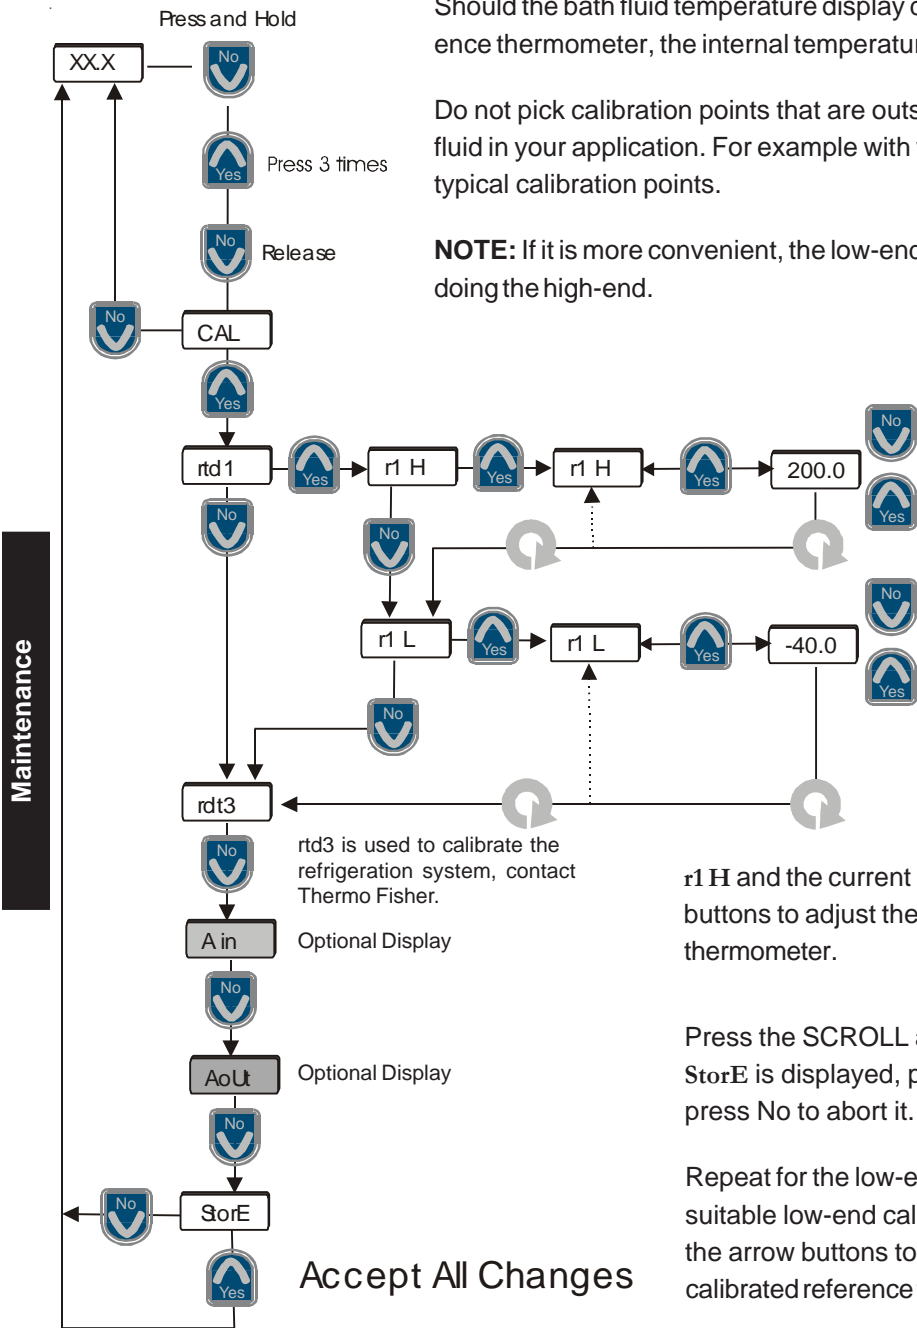 Press and Hold
Should the bath fluid temperature display
ence thermometer, the internal
XX.X
No
Do not pick calibration points that are
fluid in your application. For example with
typical calibration points.
Yes
Press 3 times
No
Release
NOTE: If it is more convenient, the
doing the high-end.
No
CAL
Yes
rtd1
Yes
r1 H
Yes
r1 H
Yes
200.0
No
Yes
No
No
r1 L
Yes
r1 L
Yes
-40.0
No
Yes
No
Maintenance
rdt3
No
rtd3 is used to calibrate the
refrigeration system, contact
Thermo Fisher.
r1 H and the current
buttons to adjust the
thermometer.
A in
Optional Display
No
AoUt
Optional Display
Press the SCROLL
StorE is displayed,
press No to abort it.
No
Repeat for the
suitable low-end
the arrow buttons to
calibrated reference
No
StorE
Yes
Accept All Changes